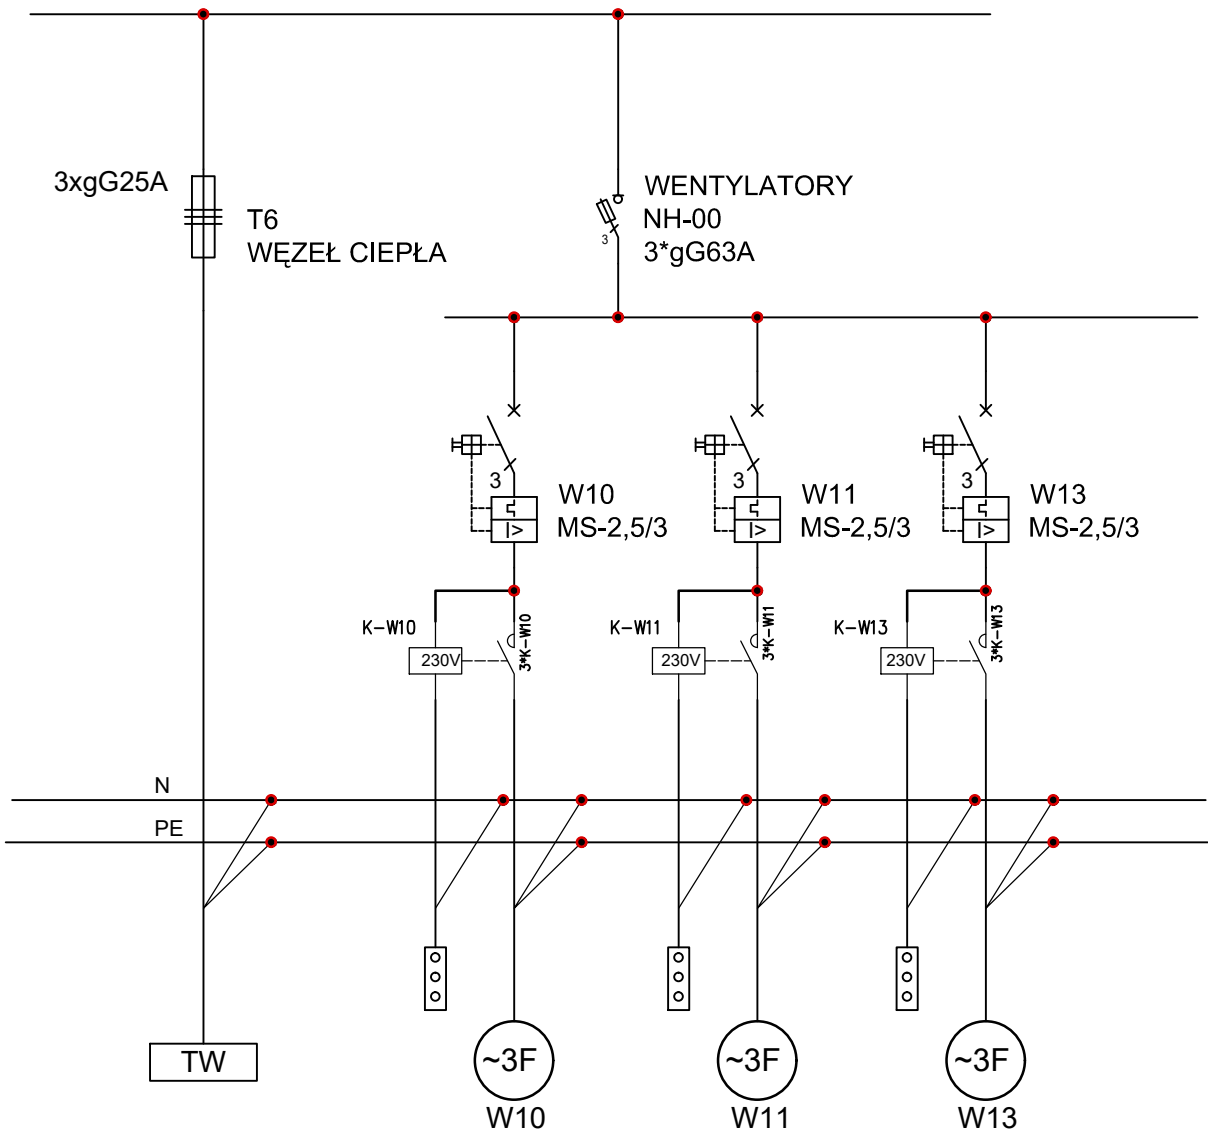 3xgG25A
T6
WĘZEŁ CIEPŁA
WENTYLATORY
NH-00
3*gG63A
3
3
W10
MS-2,5/3
I>
3
W11
MS-2,5/3
I>
3
W13
MS-2,5/3
I>
K-W10
230V
3*K-W10
K-W11
230V
3*K-W11
K-W13
230V
3*K-W13
N
PE
TW
~3F
W10
~3F
W11
~3F
W13